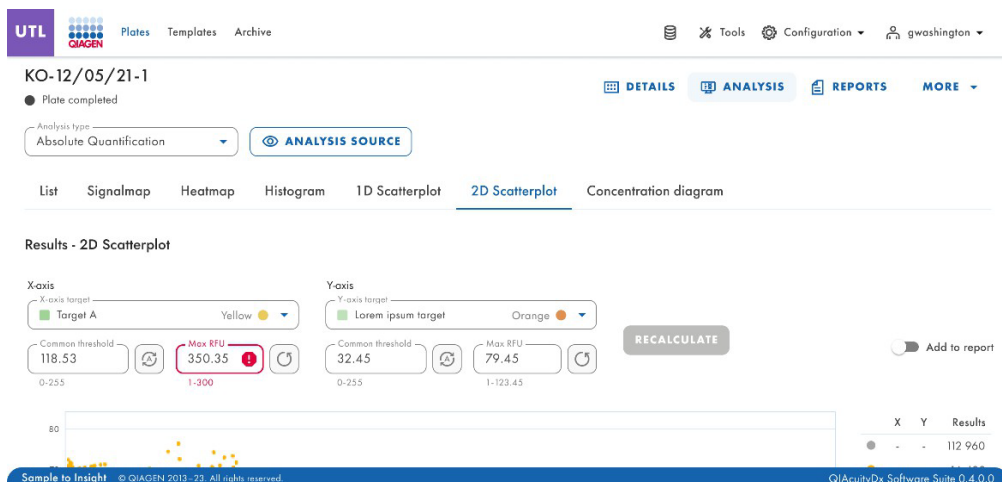 UTL
QIAGEN
Plates Templates Archive
Tools Configuration gwashington
KO-12/05/21-1
Plate completed
DETAILS ANALYSIS REPORTS MORE
Analysis type
Absolute Quantification
ANALYSIS SOURCE
List Signalmap Heatmap Histogram 1D Scatterplot 2D Scatterplot Concentration diagram
Results - 2D Scatterplot
X-axis Y-axis
X-axis target Y-axis target
Target A Yellow Lorem ipsum target Orange
RECALCULATE
Common threshold Max RFU Common threshold Max RFU
118.53 A 350.35 ! 32.45 A 79.45
Add to report
0-255 1-300 0-255 1-123.45
X Y Results
80
- - 112 960
Sample to Insight © QIAGEN 2013–23. All rights reserved. QIAcuityDx Software Suite 0.4.0.0